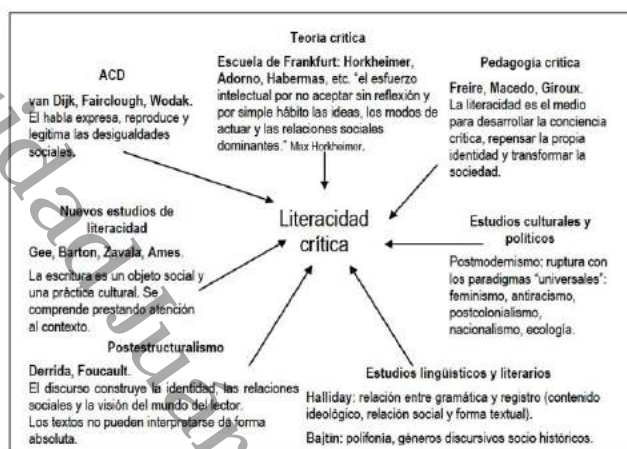 Teoría crítica
Escuela de Frankfurt: Horkheimer,
Adorno, Habermas, etc. "el esfuerzo
intelectual por no aceptar sin reflexión y
por simple hábito las ideas, los modos de
actuar y las relaciones sociales
dominantes." Max Horkheimer.
ACD
van Dijk, Fairclough, Wodak.
El habla expresa, reproduce y
legitima las desigualdades
sociales.
Pedagogía crítica
Freire, Macedo, Giroux.
La literacidad es el medio
para desarrollar la conciencia
crítica, repensar la propia
identidad y transformar la
sociedad.
Nuevos estudios de
literacidad
Gee, Barton, Zavala, Ames.
La escritura es un objeto social y
una práctica cultural. Se
comprende prestando atención
al contexto.
Literacidad
crítica
Estudios culturales y
políticos
Postmodernismo: ruptura con
los paradigmas "universales":
feminismo, antiracismo,
postcolonialismo,
nacionalismo, ecología.
Postestructuralismo
Derrida, Foucault.
El discurso construye la identidad, las relaciones
sociales y la visión del mundo del lector.
Los textos no pueden interpretarse de forma
absoluta.
Estudios lingüísticos y literarios
Halliday: relación entre gramática y registro (contenido
ideológico, relación social y forma textual).
Bajtín: polifonía, géneros discursivos socio históricos.